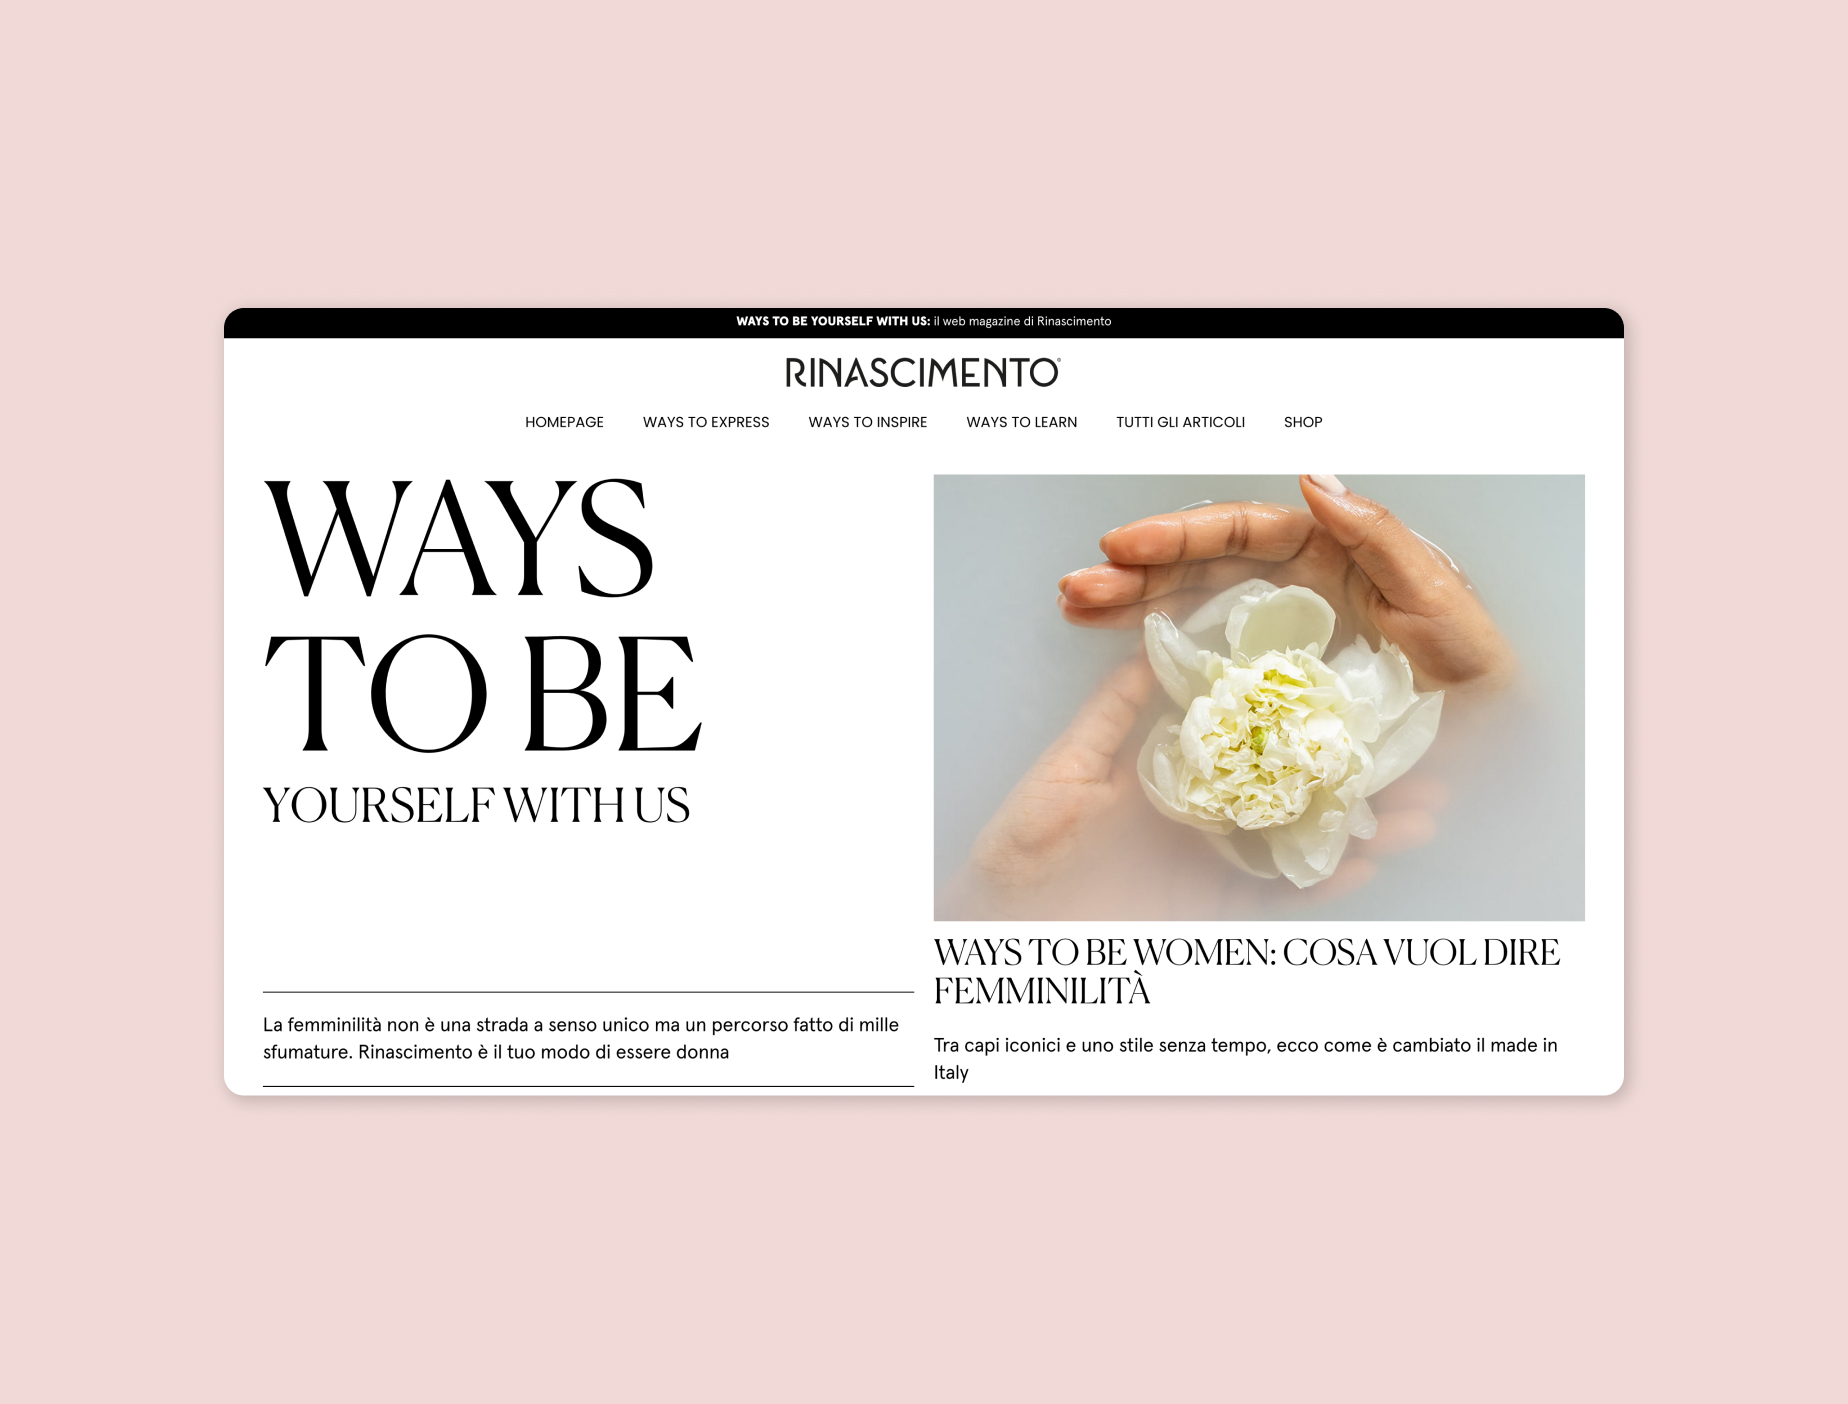 WAYS TO BE YOURSELF WITH US: il web magazine di Rinascimento
RINASCIMENTO
HOMEPAGE WAYS TO EXPRESS WAYS TO INSPIRE WAYS TO LEARN TUTTI GLI ARTICOLI SHOP
WAYS
TO BE
YOURSELF WITH US
La femminilità non è una strada a senso unico ma un percorso fatto di mille
sfumature. Rinascimento è il tuo modo di essere donna
WAYS TO BE WOMEN: COSA VUOL DIRE
FEMMINILITÀ
Tra capi iconici e uno stile senza tempo, ecco come è cambiato il made in
Italy